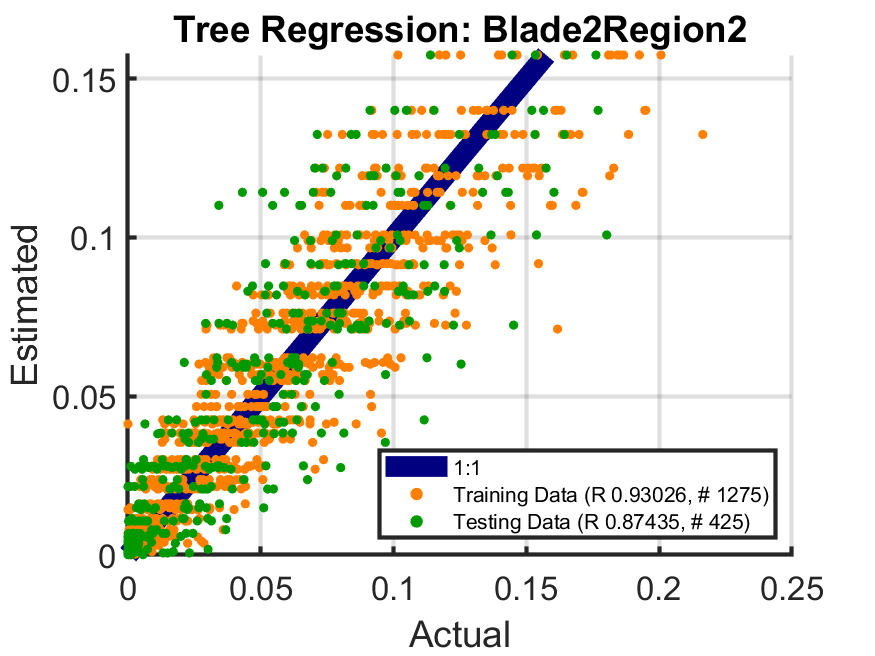 Tree Regression: Blade2Region2
0.15
0.1
0.05
0
Estimated
1:1
Training Data (R 0.93026, # 1275)
Testing Data (R 0.87435, # 425)
0 0.05 0.1 0.15 0.2 0.25
Actual